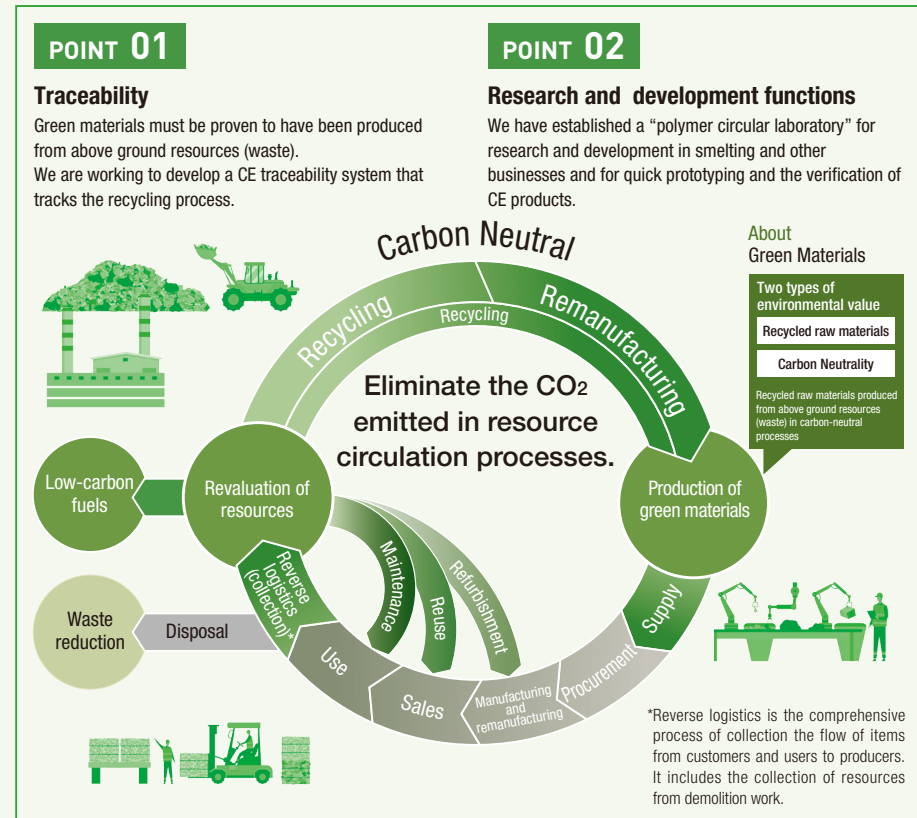 POINT 01
Traceability
Green materials must be proven to have been produced
from above ground resources (waste).
We are working to develop a CE traceability system that
tracks the recycling process.
POINT 02
Research and development functions
We have established a “polymer circular laboratory” for
research and development in smelting and other
businesses and for quick prototyping and the verification of
CE products.
Carbon Neutral
Recycling
Remanufacturing
Recycling
Eliminate the CO₂
emitted in resource
circulation processes.
About
Green Materials
Two types of
environmental value
Recycled raw materials
Carbon Neutrality
Recycled raw materials produced
from above ground resources
(waste) in carbon-neutral
processes
Low-carbon
fuels
Revaluation of
resources
Production of
green materials
Maintenance
Reuse
Refurbishment
Reverse
logistics
(collection)*
Supply
Waste
reduction
Disposal
Use
Sales
Manufacturing
and
remanufacturing
Procurement
*Reverse logistics is the comprehensive
process of collection the flow of items
from customers and users to producers.
It includes the collection of resources
from demolition work.